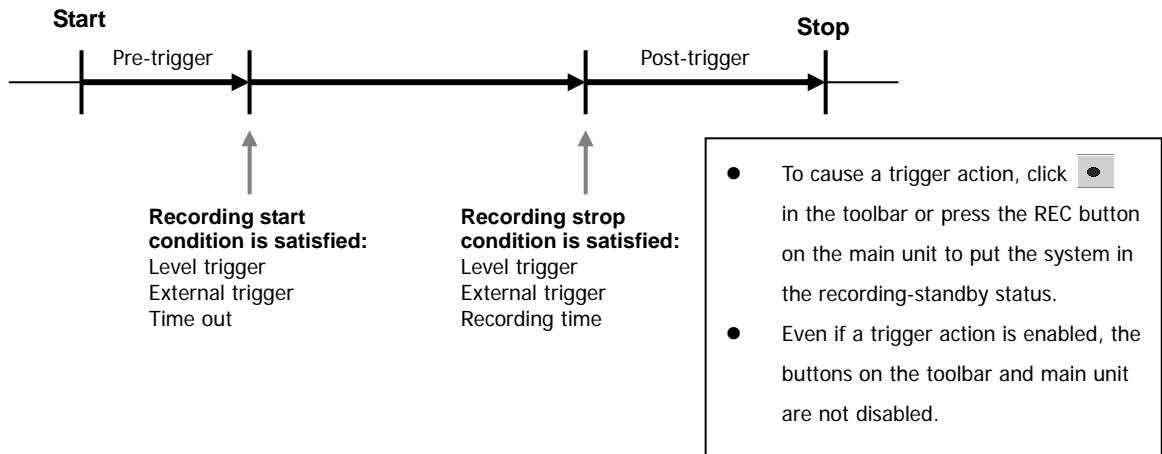 Start
Stop
Pre-trigger
Post-trigger
Recording start
condition is satisfied:
Level trigger
External trigger
Time out
Recording strop
condition is satisfied:
Level trigger
External trigger
Recording time
● To cause a trigger action, click
in the toolbar or press the REC button
on the main unit to put the system in
the recording-standby status.
● Even if a trigger action is enabled, the
buttons on the toolbar and main unit
are not disabled.